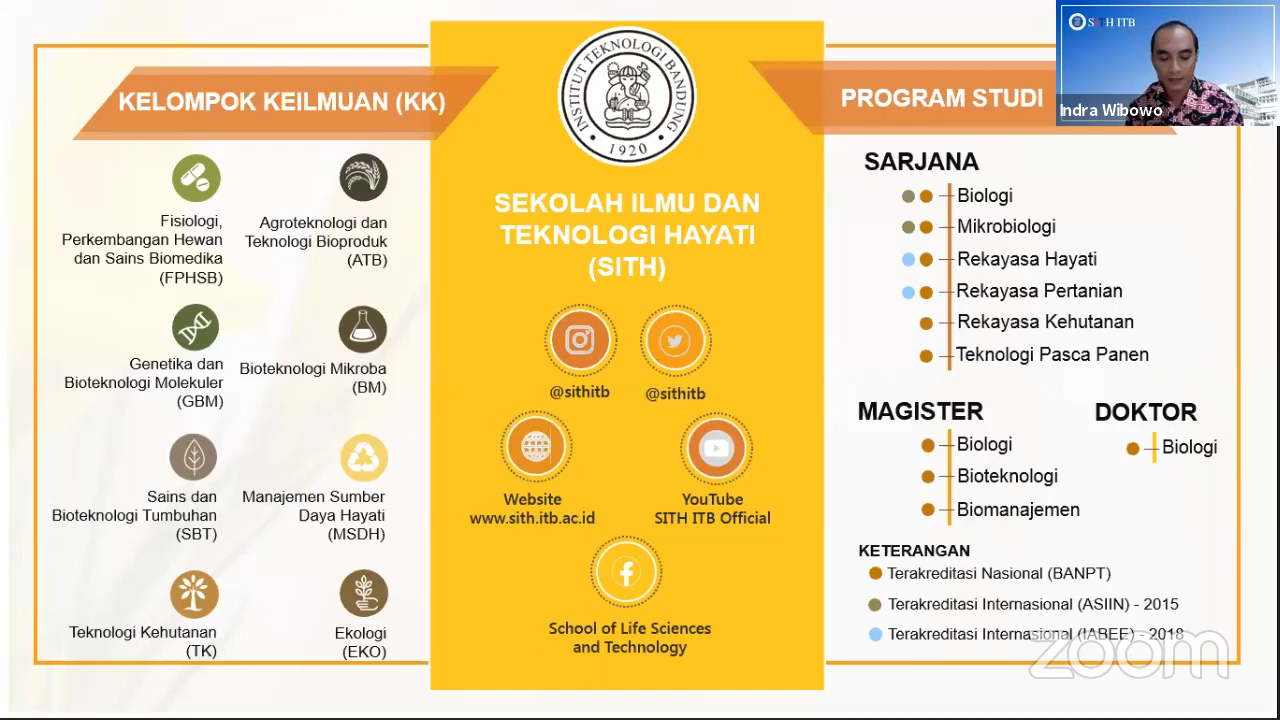 KELOMPOK KEILMUAN (KK)
Fisiologi,
Perkembangan Hewan
dan Sains Biomedika
(FPHSB)
Agroteknologi dan
Teknologi Bioproduk
(ATB)
Genetika dan
Bioteknologi Molekuler
(GBM)
Bioteknologi Mikroba
(BM)
Sains dan
Bioteknologi Tumbuhan
(SBT)
Manajemen Sumber
Daya Hayati
(MSDH)
Teknologi Kehutanan
(TK)
Ekologi
(EKO)
INSTITUT TEKNOLOGI BANDUNG
1920
SEKOLAH ILMU DAN
TEKNOLOGI HAYATI
(SITH)
@sithitb
@sithitb
Website
www.sith.itb.ac.id
YouTube
SITH ITB Official
School of Life Sciences
and Technology
PROGRAM STUDI
SITH ITB
Indra Wibowo
SARJANA
Biologi
Mikrobiologi
Rekayasa Hayati
Rekayasa Pertanian
Rekayasa Kehutanan
Teknologi Pasca Panen
MAGISTER
Biologi
Bioteknologi
Biomanajemen
DOKTOR
Biologi
KETERANGAN
Terakreditasi Nasional (BANPT)
Terakreditasi Internasional (ASIIN) - 2015
Terakreditasi Internasional (IABEE) - 2018
zoom